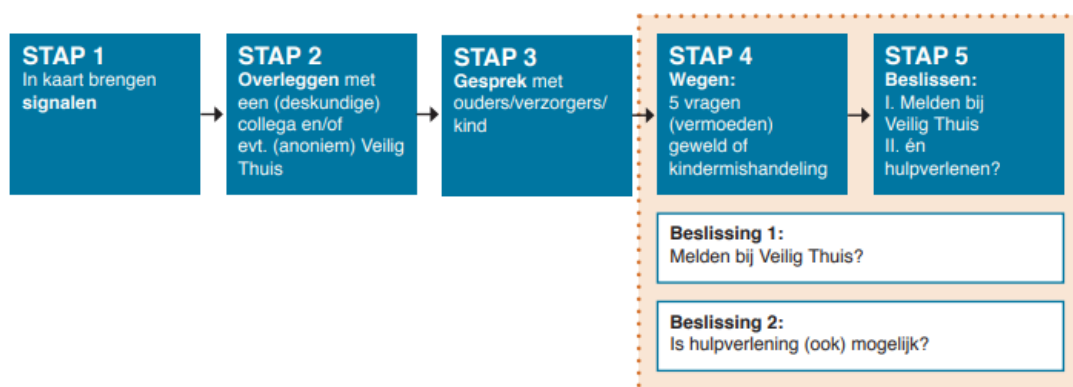 STAP 1
In kaart brengen
signalen
STAP 2
Overleggen met
een (deskundige)
collega en/of
evt. (anoniem) Veilig
Thuis
STAP 3
Gesprek met
ouders/verzorgers/
kind
STAP 4
Wegen:
5 vragen
(vermoeden)
geweld of
kindermishandeling
STAP 5
Beslissen:
I. Melden bij
Veilig Thuis
II. én
hulpverlenen?
Beslissing 1:
Melden bij Veilig Thuis?
Beslissing 2:
Is hulpverlening (ook) mogelijk?